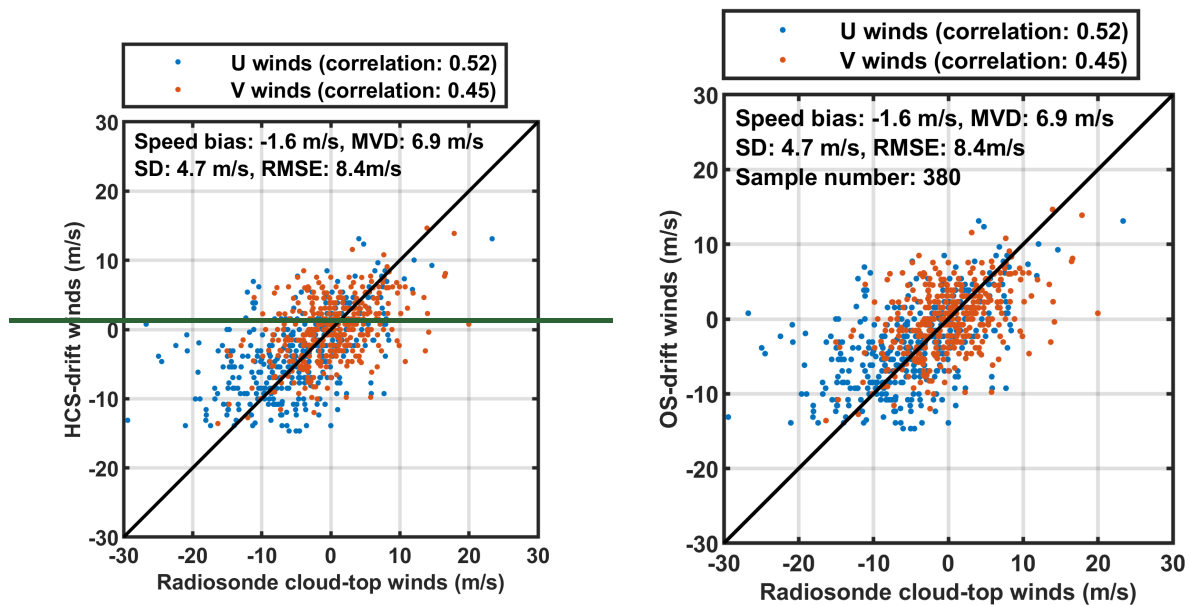 U winds (correlation: 0.52)
V winds (correlation: 0.45)
Speed bias: -1.6 m/s, MVD: 6.9 m/s
SD: 4.7 m/s, RMSE: 8.4m/s
30
20
10
0
-10
-20
-30
HCS-drift winds (m/s)
-30 -20 -10 0 10 20 30
Radiosonde cloud-top winds (m/s)
U winds (correlation: 0.52)
V winds (correlation: 0.45)
Speed bias: -1.6 m/s, MVD: 6.9 m/s
SD: 4.7 m/s, RMSE: 8.4m/s
Sample number: 380
30
20
10
0
-10
-20
-30
OS-drift winds (m/s)
-30 -20 -10 0 10 20 30
Radiosonde cloud-top winds (m/s)